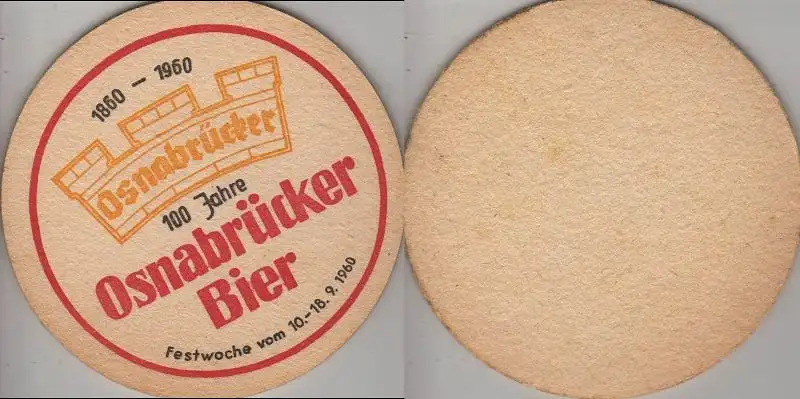 1860 – 1960
Osnabrücker
100 Jahre
Osnabrücker
Bier
Festwoche vom 10.-18.9.1960